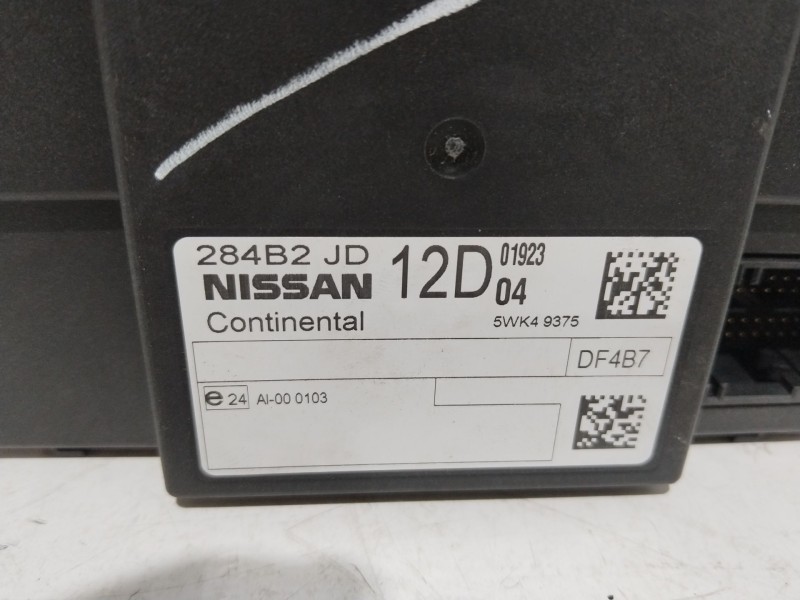 284B2 JD 12D 01923
NISSAN 04
Continental 5WK4 9375
DF4B7
e 24 AI-00 0103